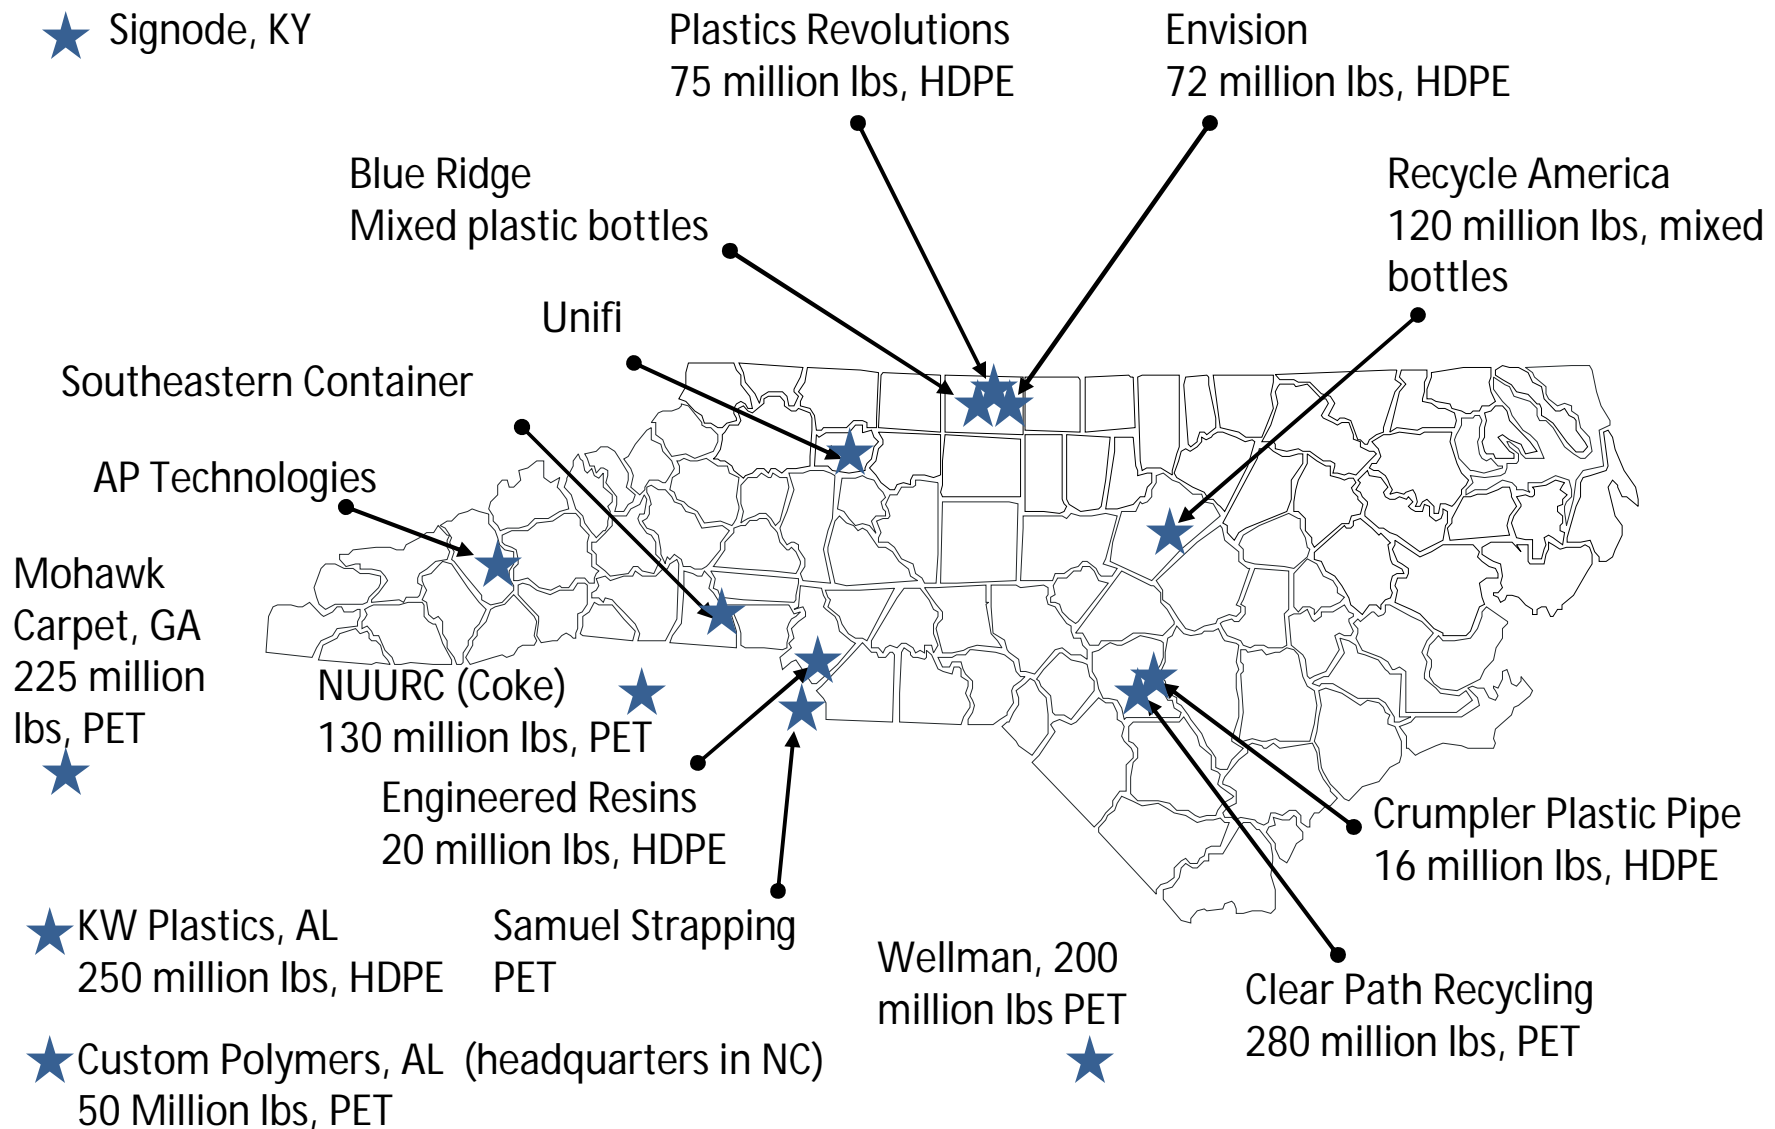 Signode, KY
Plastics Revolutions
75 million lbs, HDPE
Envision
72 million lbs, HDPE
Blue Ridge
Mixed plastic bottles
Recycle America
120 million lbs, mixed
bottles
Unifi
Southeastern Container
AP Technologies
Mohawk
Carpet, GA
225 million
lbs, PET
NUURC (Coke)
130 million lbs, PET
Engineered Resins
20 million lbs, HDPE
Crumpler Plastic Pipe
16 million lbs, HDPE
KW Plastics, AL
250 million lbs, HDPE
Samuel Strapping
PET
Wellman, 200
million lbs PET
Clear Path Recycling
280 million lbs, PET
Custom Polymers, AL (headquarters in NC)
50 Million lbs, PET